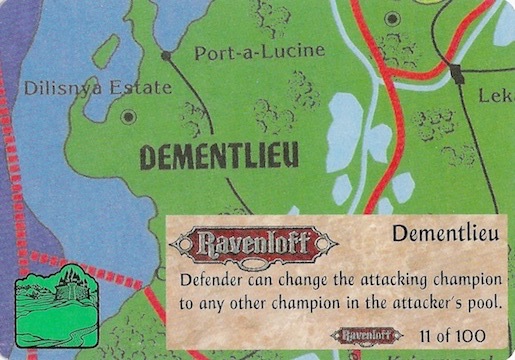 Port-a-Lucine
Dilisnya Estate
Leka
DEMENTLIEU
Ravenloft
Dementlieu
Defender can change the attacking champion
to any other champion in the attacker's pool.
Ravenloft
11 of 100